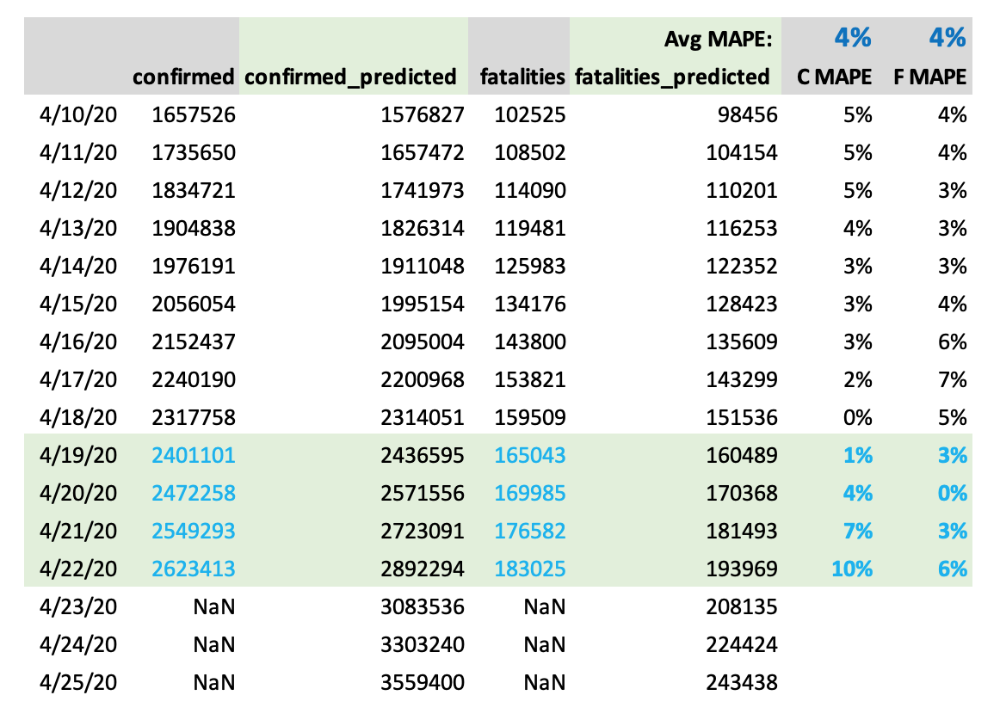 Avg MAPE: 4% 4%
confirmed confirmed_predicted fatalities fatalities_predicted C MAPE F MAPE
4/10/20 1657526 1576827 102525 98456 5% 4%
4/11/20 1735650 1657472 108502 104154 5% 4%
4/12/20 1834721 1741973 114090 110201 5% 3%
4/13/20 1904838 1826314 119481 116253 4% 3%
4/14/20 1976191 1911048 125983 122352 3% 3%
4/15/20 2056054 1995154 134176 128423 3% 4%
4/16/20 2152437 2095004 143800 135609 3% 6%
4/17/20 2240190 2200968 153821 143299 2% 7%
4/18/20 2317758 2314051 159509 151536 0% 5%
4/19/20 2401101 2436595 165043 160489 1% 3%
4/20/20 2472258 2571556 169985 170368 4% 0%
4/21/20 2549293 2723091 176582 181493 7% 3%
4/22/20 2623413 2892294 183025 193969 10% 6%
4/23/20 NaN 3083536 NaN 208135
4/24/20 NaN 3303240 NaN 224424
4/25/20 NaN 3559400 NaN 243438